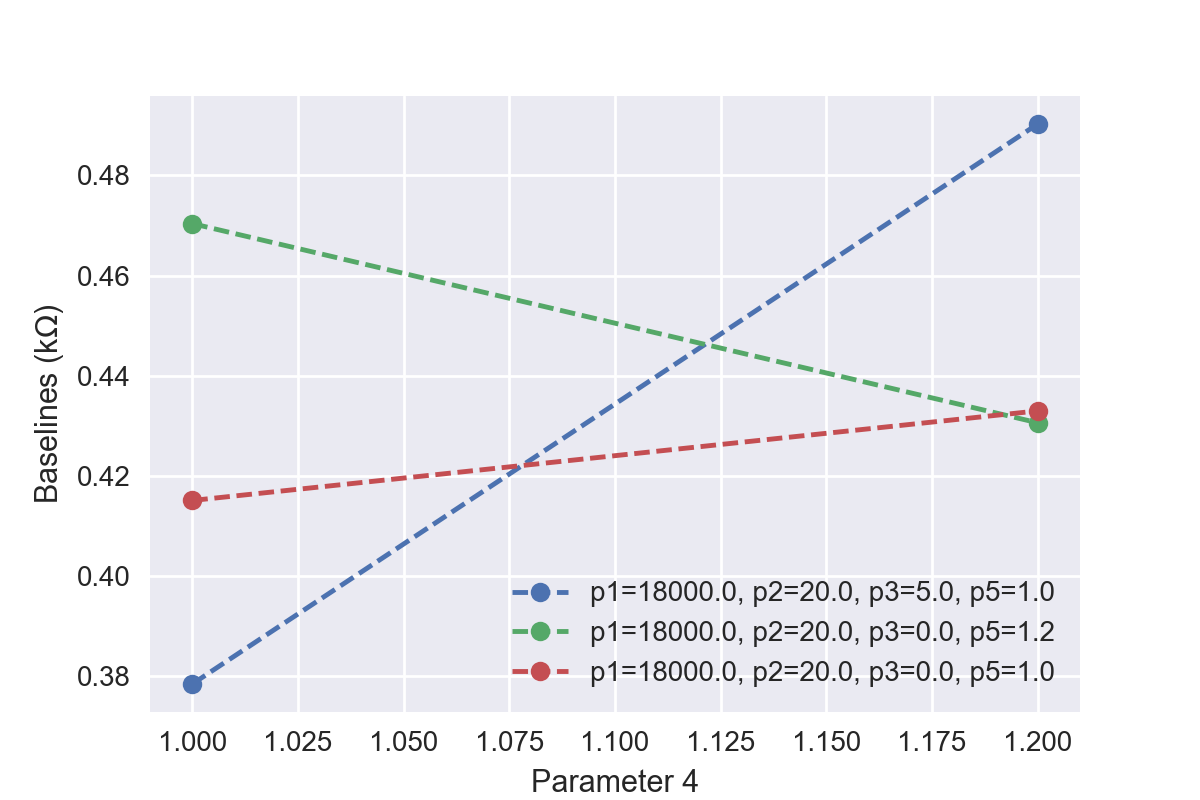 0.48
0.46
0.44
0.42
0.40
0.38
Baselines (kΩ)
p1=18000.0, p2=20.0, p3=5.0, p5=1.0
p1=18000.0, p2=20.0, p3=0.0, p5=1.2
p1=18000.0, p2=20.0, p3=0.0, p5=1.0
1.000 1.025 1.050 1.075 1.100 1.125 1.150 1.175 1.200
Parameter 4